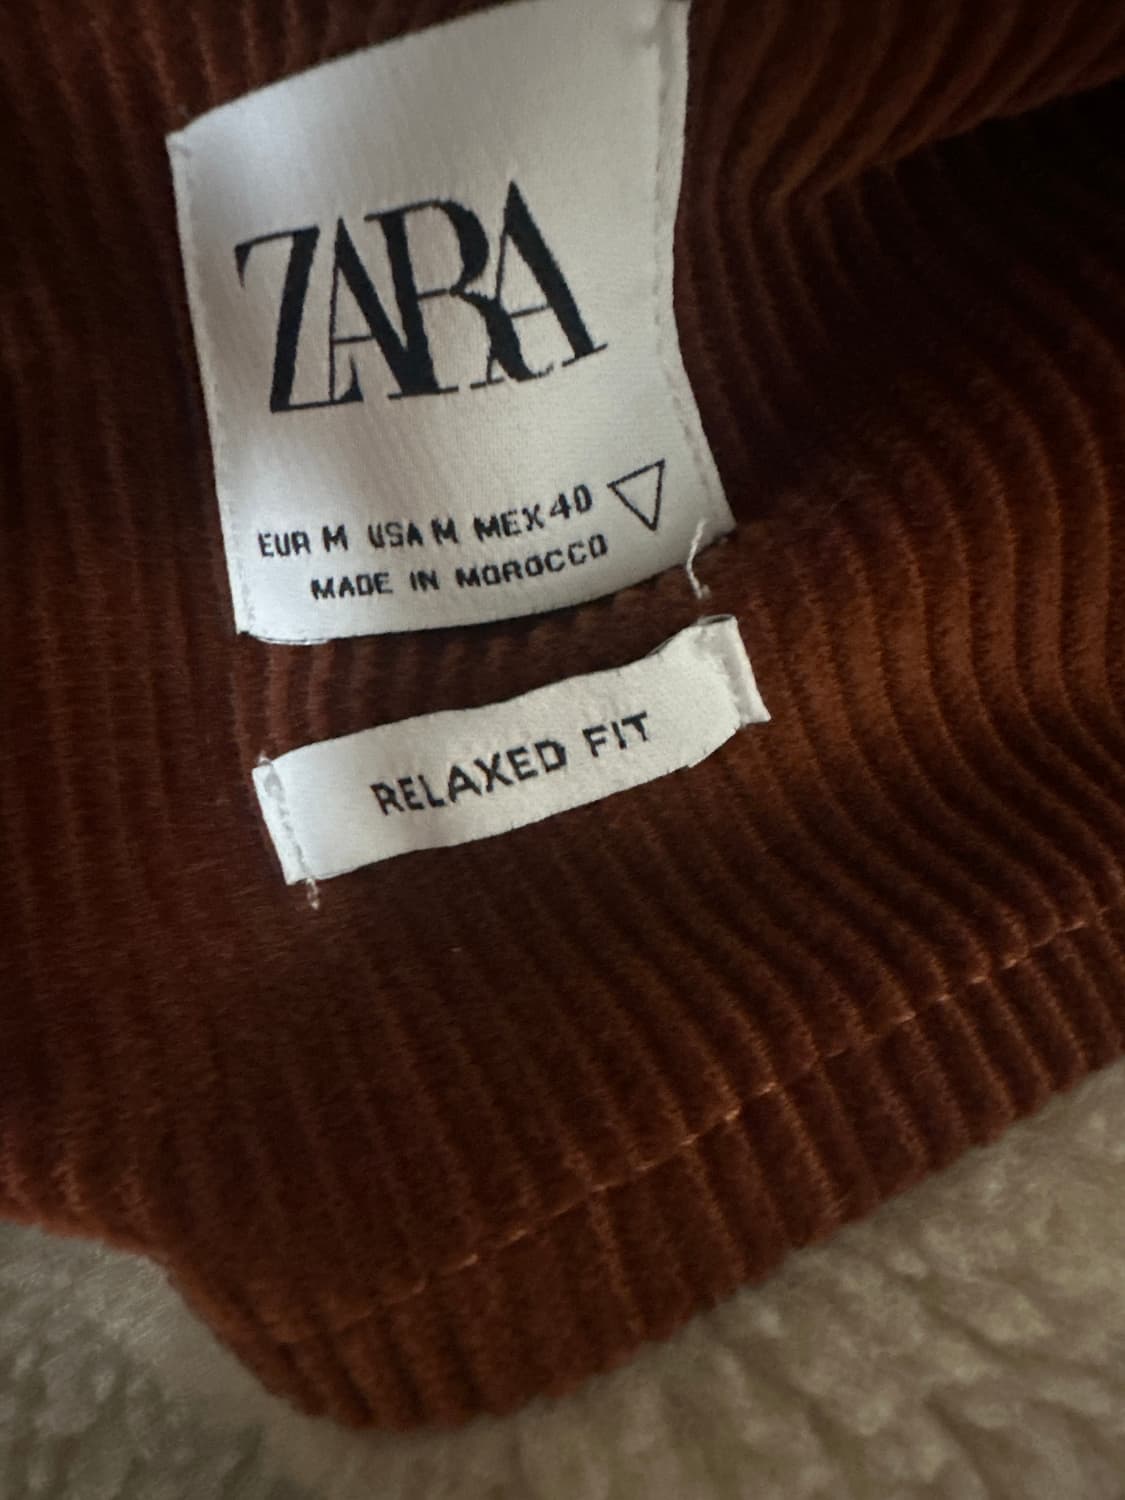 ZARA
EUR M USA M MEX 40
MADE IN MOROCCO
RELAXED FIT